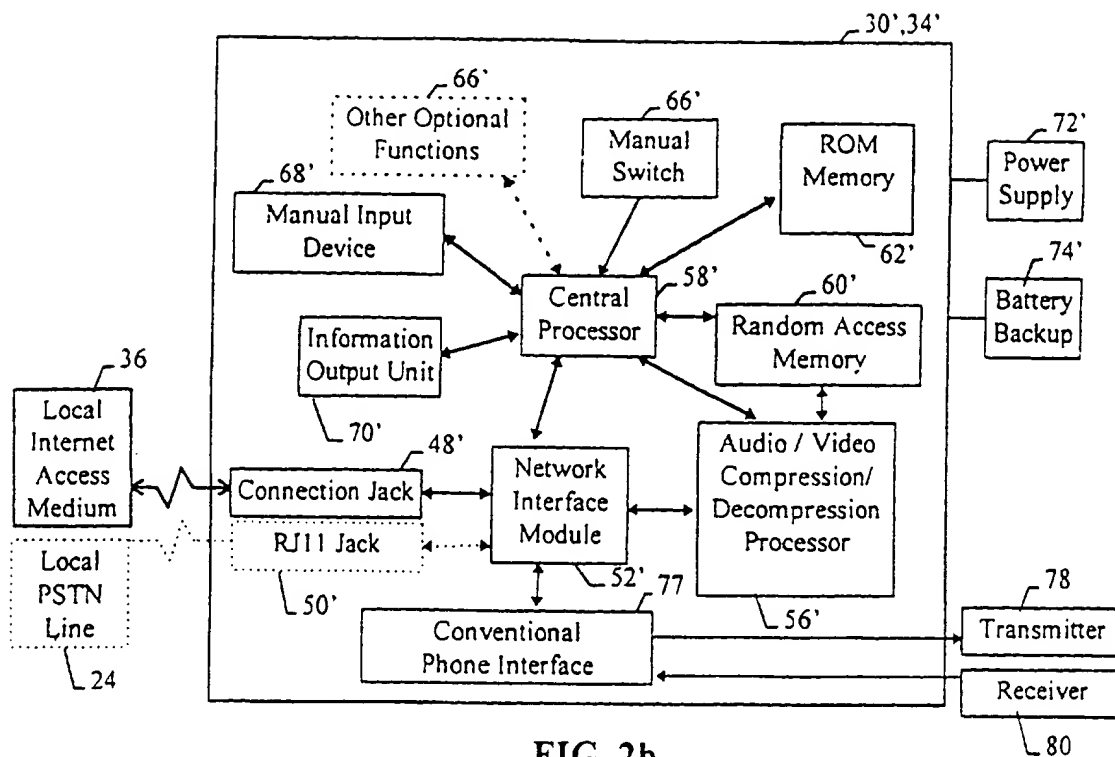 30',34'
66'
Other Optional
Functions
66'
Manual
Switch
ROM
Memory
62'
72'
Power
Supply
68'
Manual Input
Device
58'
Central
Processor
60'
Random Access
Memory
74'
Battery
Backup
Information
Output Unit
70'
36
Local
Internet
Access
Medium
48'
Connection Jack
Network
Interface
Module
52'
Audio / Video
Compression/
Decompression
Processor
56'
RJ11 Jack
50'
Local
PSTN
Line
24
77
Conventional
Phone Interface
78
Transmitter
Receiver
80
FIG. 2b